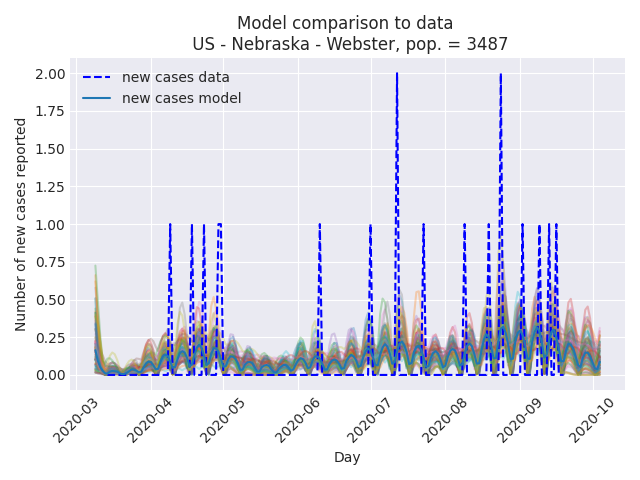 Model comparison to data
US - Nebraska - Webster, pop. = 3487
new cases data
new cases model
Number of new cases reported
2.00
1.75
1.50
1.25
1.00
0.75
0.50
0.25
0.00
2020-03
2020-04
2020-05
2020-06
2020-07
2020-08
2020-09
2020-10
Day